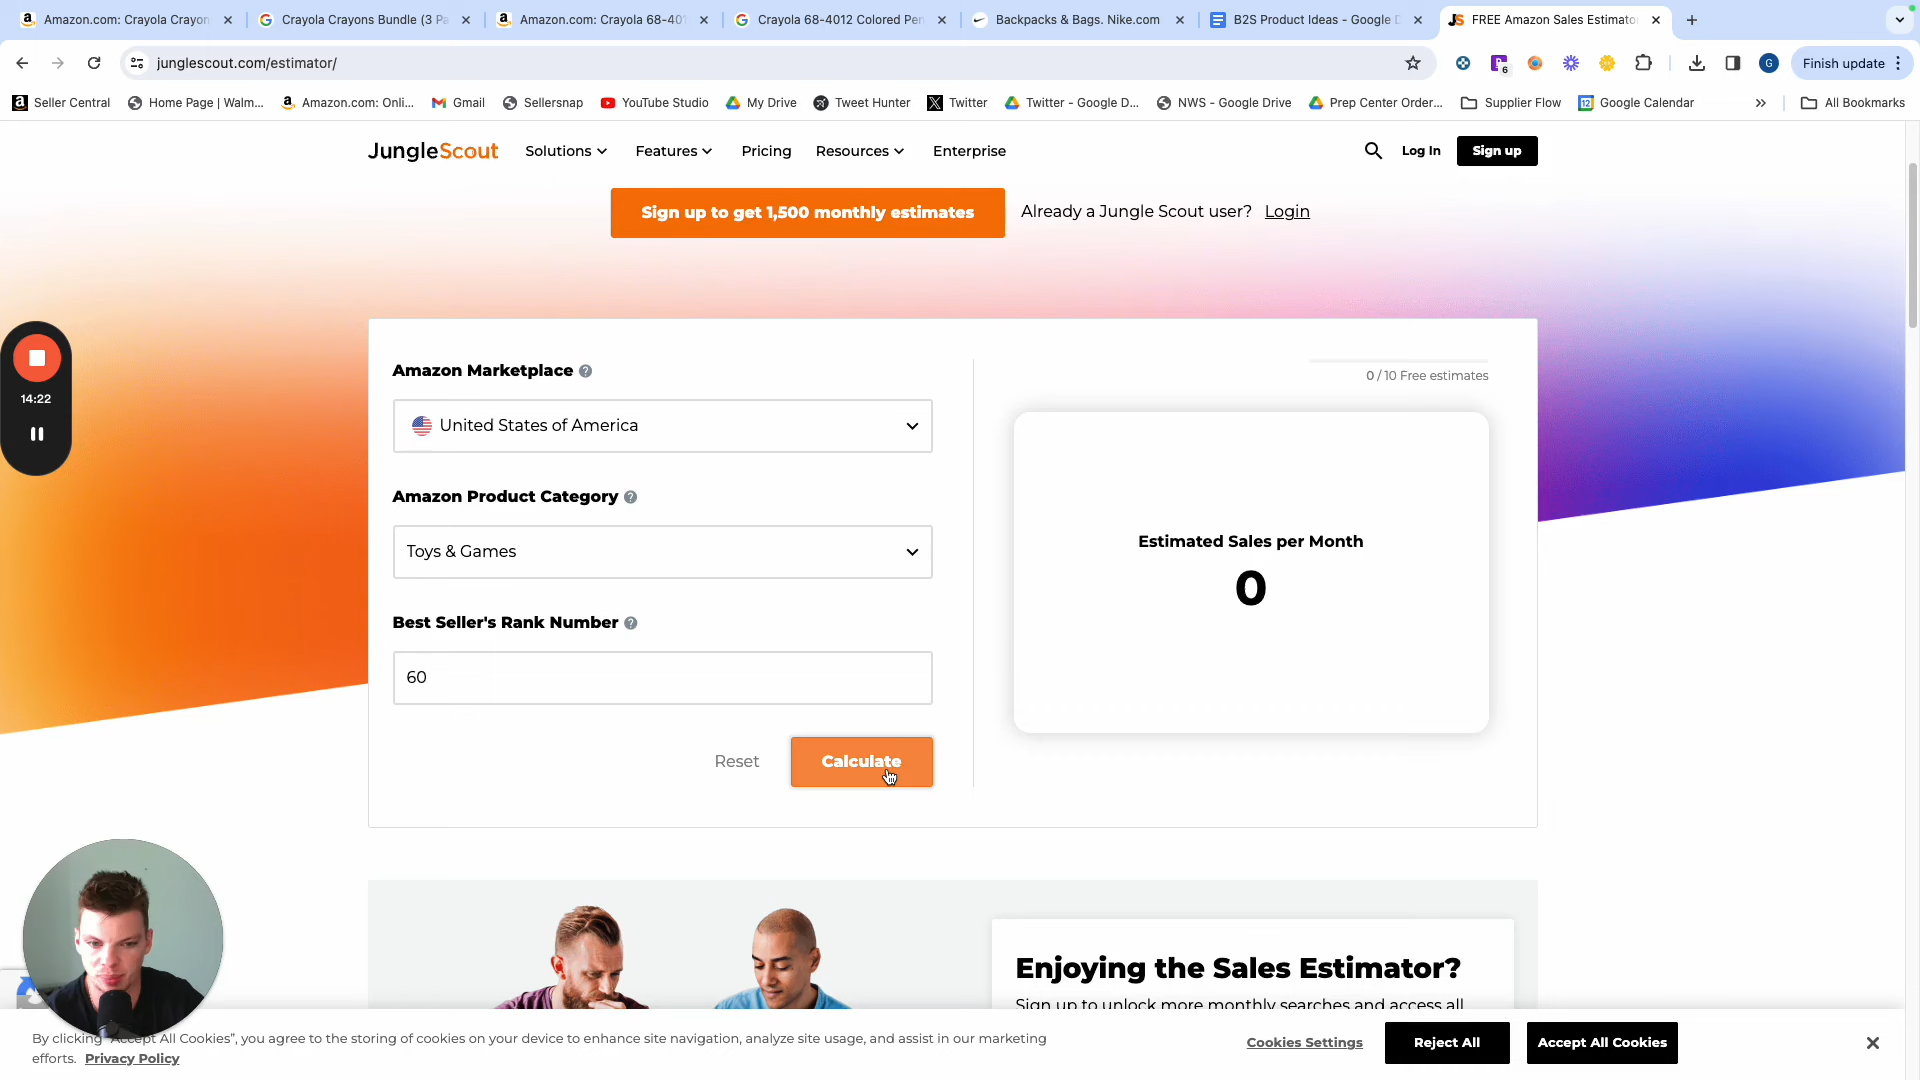 Amazon.com: Crayola Crayon
Crayola Crayons Bundle (3 Pa
Amazon.com: Crayola 68-401
Crayola 68-4012 Colored Pen
Backpacks & Bags. Nike.com
B2S Product Ideas - Google D
FREE Amazon Sales Estimator
junglescout.com/estimator/
6
G
Finish update
Seller Central
Home Page | Walm...
Amazon.com: Onli...
Gmail
Sellersnap
YouTube Studio
My Drive
Tweet Hunter
Twitter
Twitter - Google D...
NWS - Google Drive
Prep Center Order...
Supplier Flow
Google Calendar
All Bookmarks
JungleScout
Solutions
Features
Pricing
Resources
Enterprise
Log In
Sign up
Sign up to get 1,500 monthly estimates
Already a Jungle Scout user? Login
Amazon Marketplace
United States of America
Amazon Product Category
Toys & Games
Best Seller's Rank Number
60
Reset
Calculate
0 / 10 Free estimates
Estimated Sales per Month
0
14:22
Enjoying the Sales Estimator?
Sign up to unlock more monthly searches and access all
By clicking "Accept All Cookies", you agree to the storing of cookies on your device to enhance site navigation, analyze site usage, and assist in our marketing
efforts. Privacy Policy
Cookies Settings
Reject All
Accept All Cookies